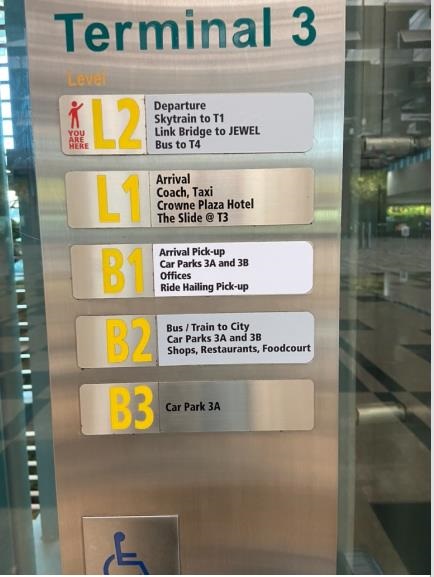 Terminal 3
Level
YOU
ARE
HERE
L2
Departure
Skytrain to T1
Link Bridge to JEWEL
Bus to T4
L1
Arrival
Coach, Taxi
Crowne Plaza Hotel
The Slide @ T3
B1
Arrival Pick-up
Car Parks 3A and 3B
Offices
Ride Hailing Pick-up
B2
Bus / Train to City
Car Parks 3A and 3B
Shops, Restaurants, Foodcourt
B3
Car Park 3A